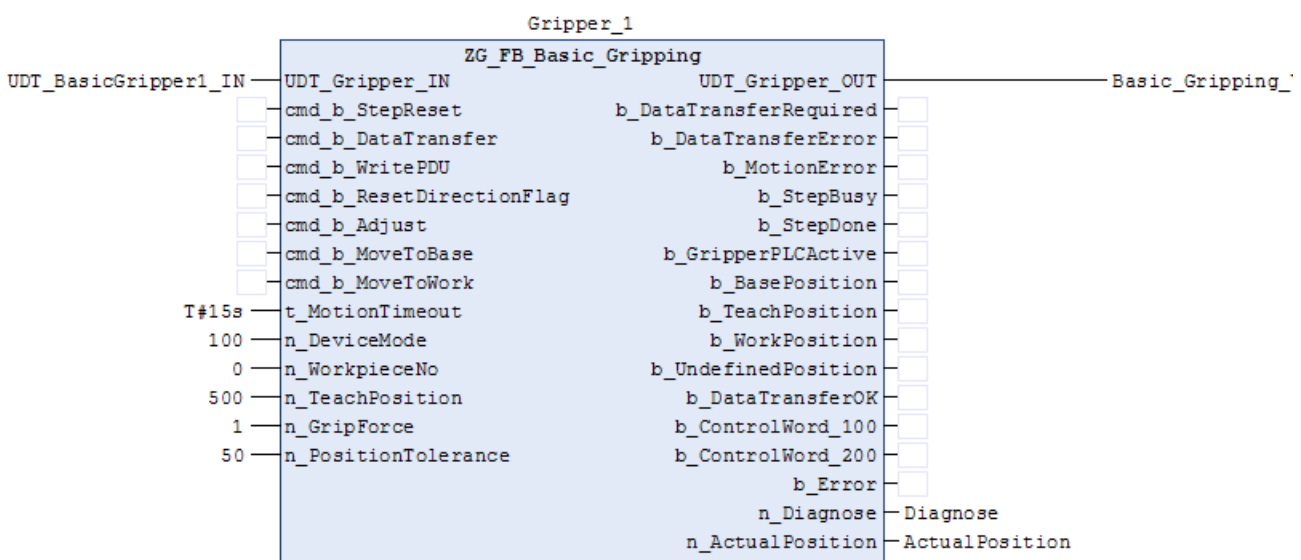 Gripper_1
ZG_FB_Basic_Gripping
UDT_BasicGripper1_IN UDT_Gripper_IN UDT_Gripper_OUT Basic_Gripping_
cmd_b_StepReset b_DataTransferRequired
cmd_b_DataTransfer b_DataTransferError
cmd_b_WritePDU b_MotionError
cmd_b_ResetDirectionFlag b_StepBusy
cmd_b_Adjust b_StepDone
cmd_b_MoveToBase b_GripperPLCActive
cmd_b_MoveToWork b_BasePosition
T#15s t_MotionTimeout b_TeachPosition
100 n_DeviceMode b_WorkPosition
0 n_WorkpieceNo b_UndefinedPosition
500 n_TeachPosition b_DataTransferOK
1 n_GripForce b_ControlWord_100
50 n_PositionTolerance b_ControlWord_200
b_Error
n_Diagnose Diagnose
n_ActualPosition ActualPosition